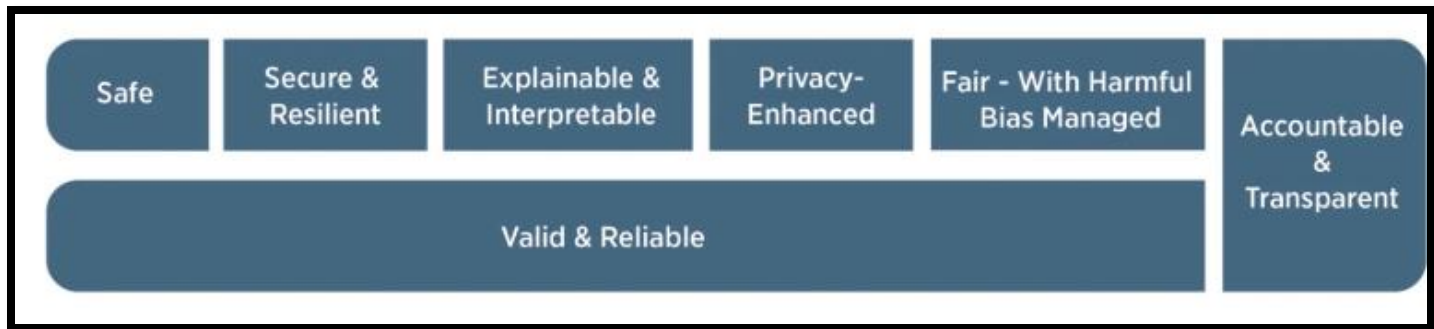 Safe
Secure &
Resilient
Explainable &
Interpretable
Privacy-
Enhanced
Fair - With Harmful
Bias Managed
Accountable
&
Transparent
Valid & Reliable